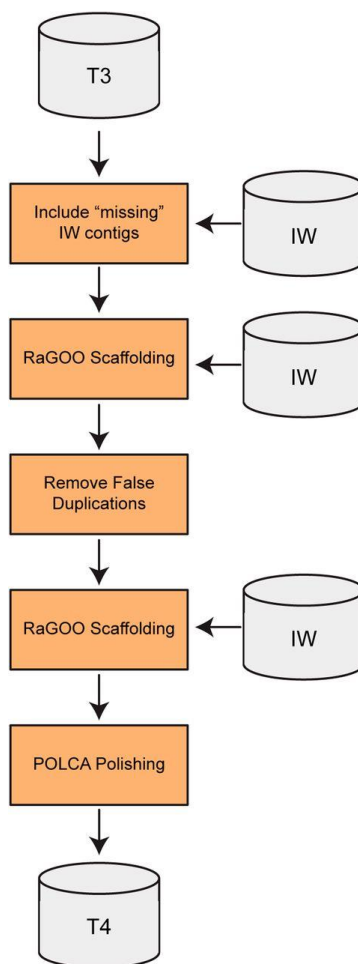 T3
Include “missing”
IW contigs
IW
RaGOO Scaffolding
IW
Remove False
Duplications
RaGOO Scaffolding
IW
POLCA Polishing
T4